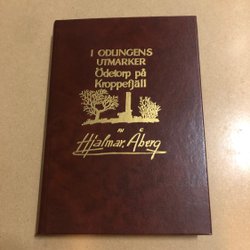 I ODLINGENS
UTMARKER
Ödetorp på
Kroppefjäll
av
Hjalmar Åberg